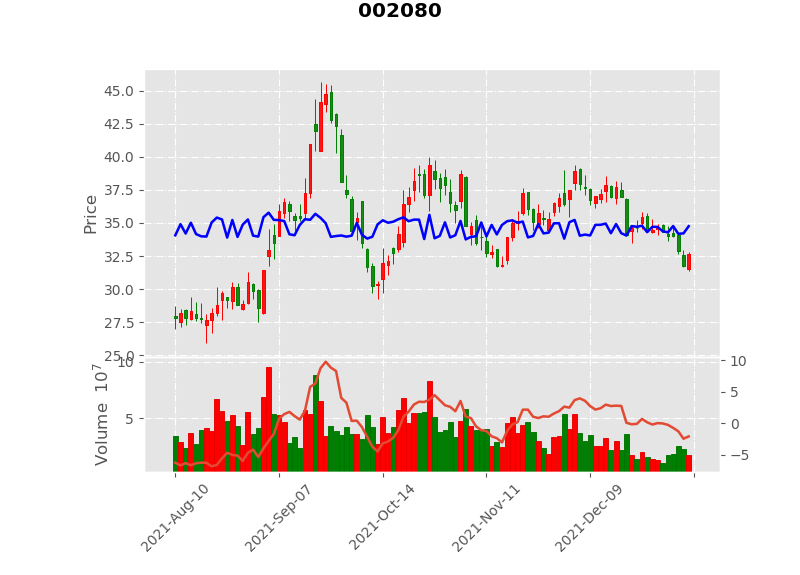 002080
Price
45.0
42.5
40.0
37.5
35.0
32.5
30.0
27.5
25.0
Volume 10^7
10
5
10
5
0
−5
2021-Aug-10
2021-Sep-07
2021-Oct-14
2021-Nov-11
2021-Dec-09